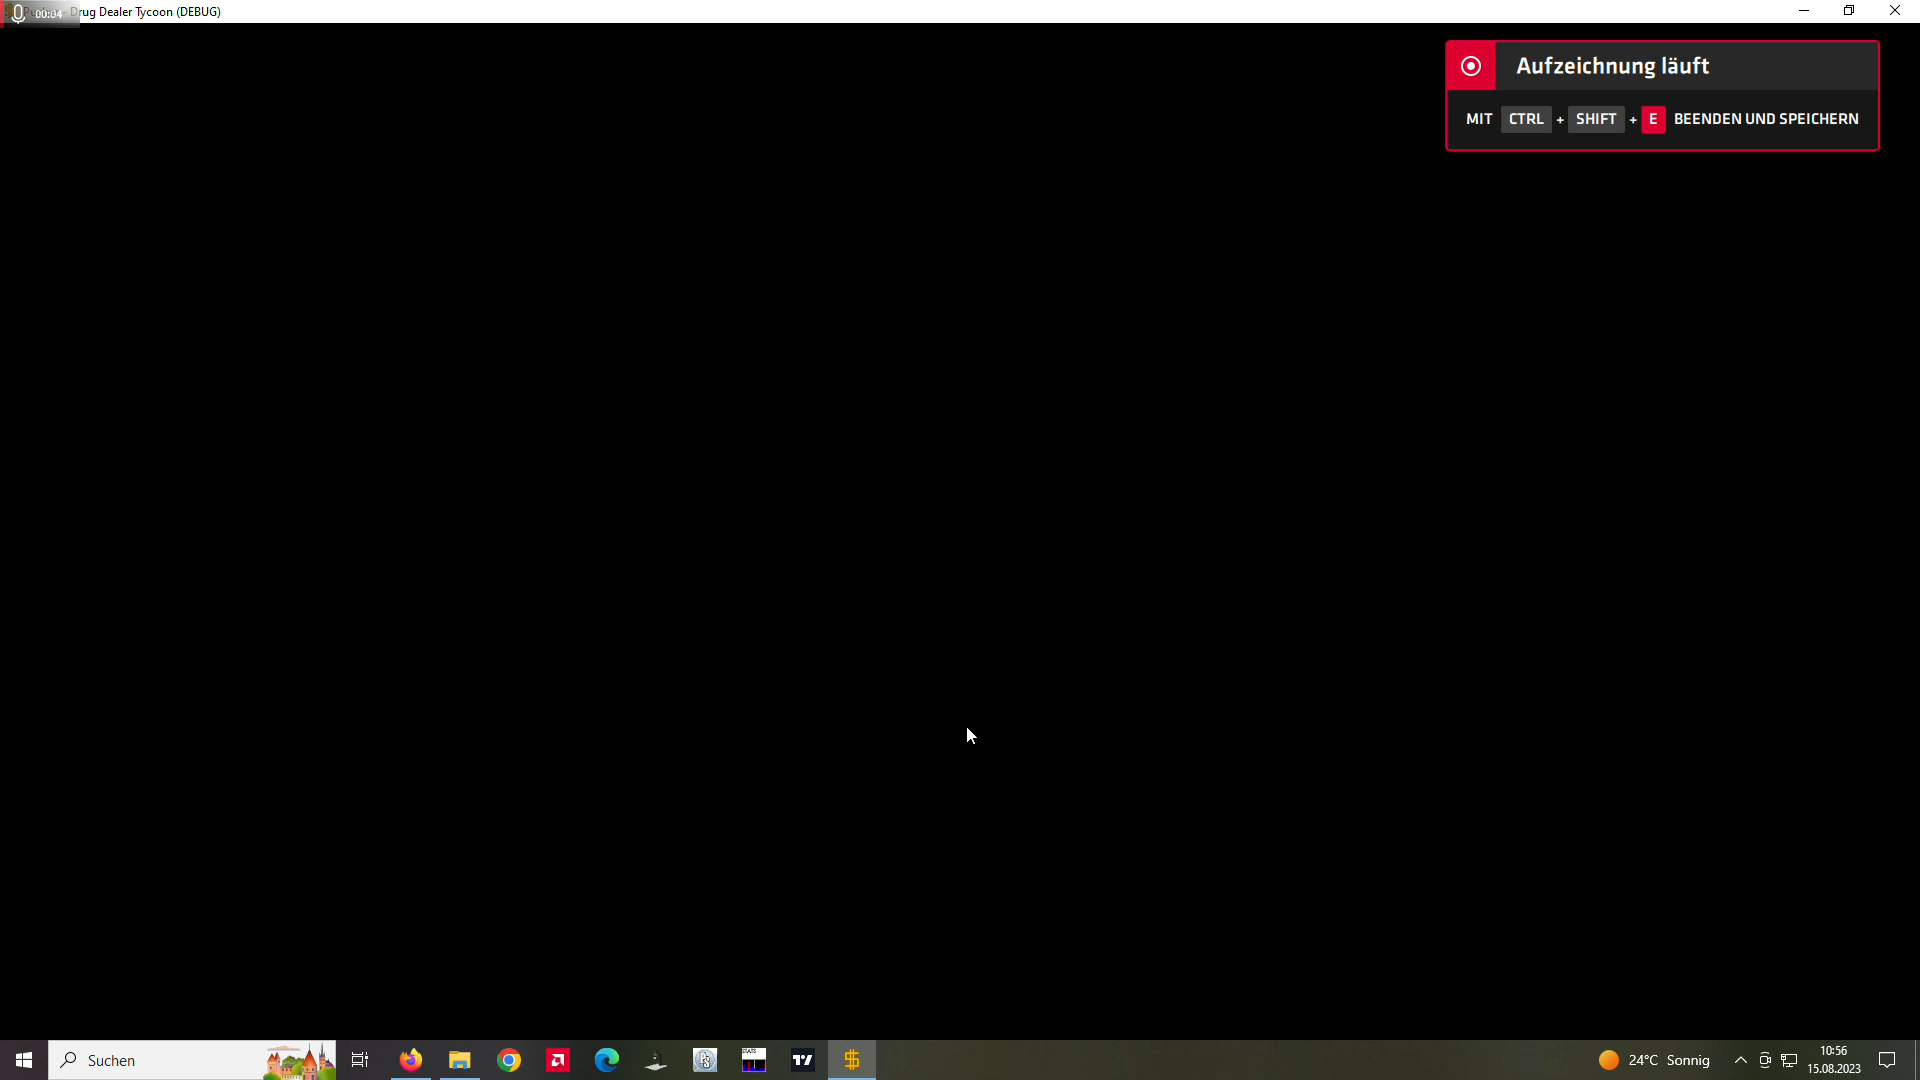 00:04
Drug Dealer Tycoon (DEBUG)
Aufzeichnung läuft
MIT CTRL + SHIFT + E BEENDEN UND SPEICHERN
Suchen
24°C Sonnig
10:56
15.08.2023